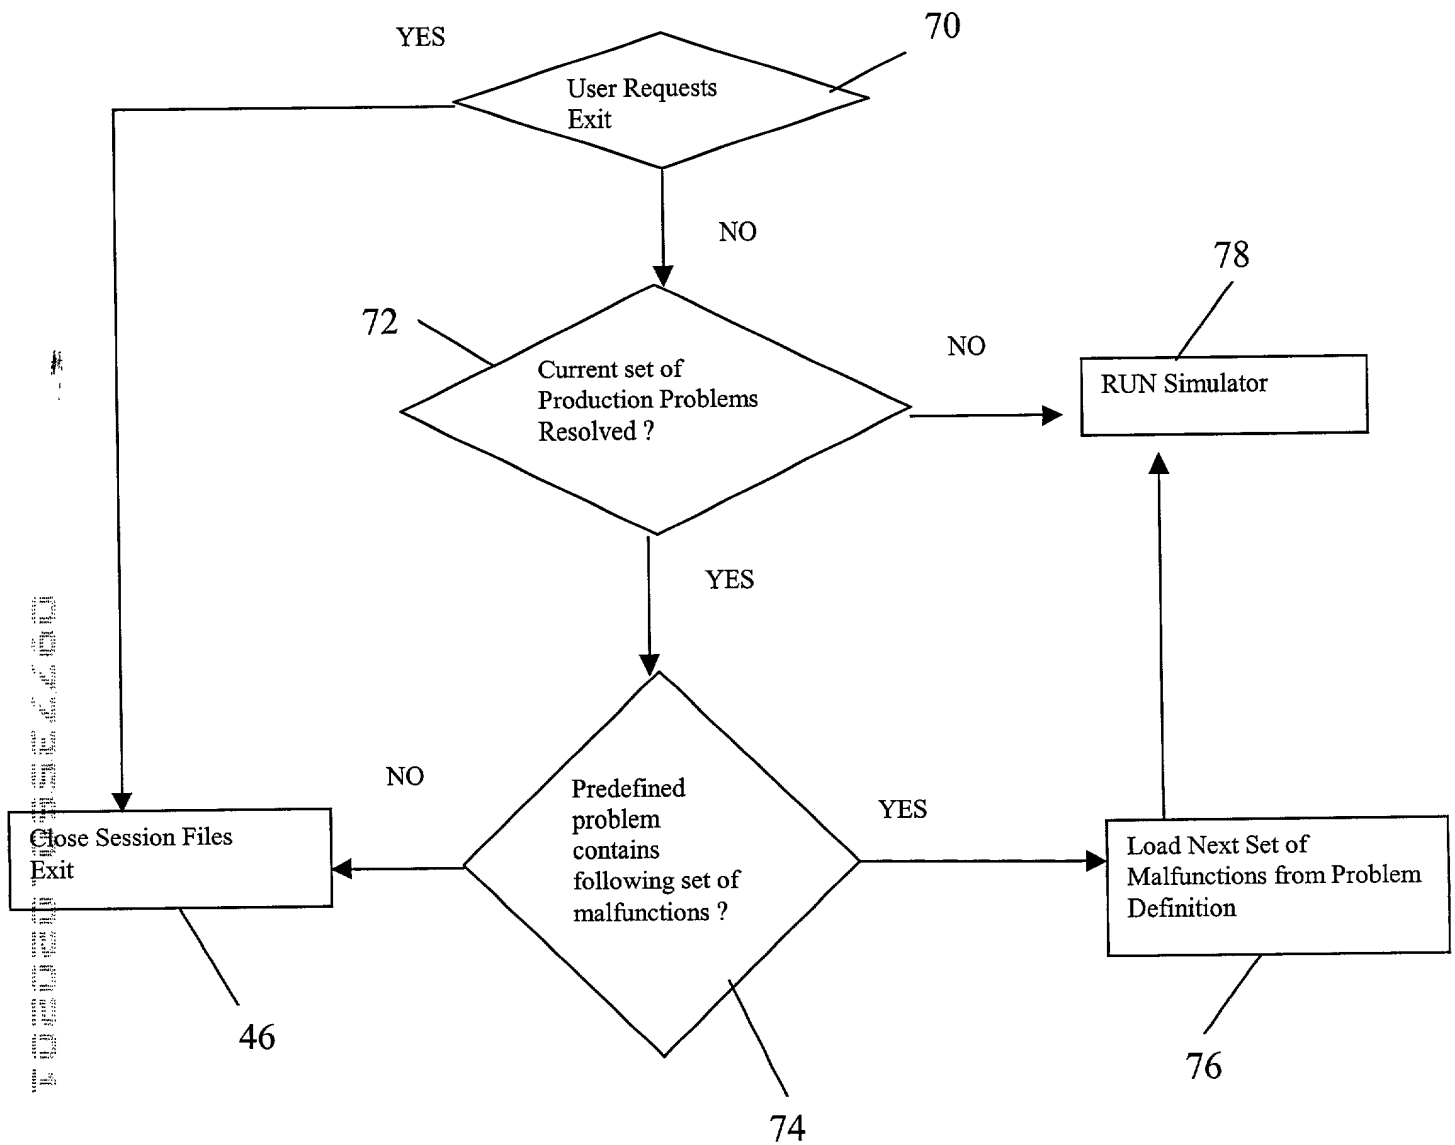 YES
70
User Requests
Exit
NO
78
72
NO
Current set of
Production Problems
Resolved ?
RUN Simulator
YES
NO
Predefined
problem
contains
following set of
malfunctions ?
YES
Close Session Files
Exit
Load Next Set of
Malfunctions from Problem
Definition
46
76
74